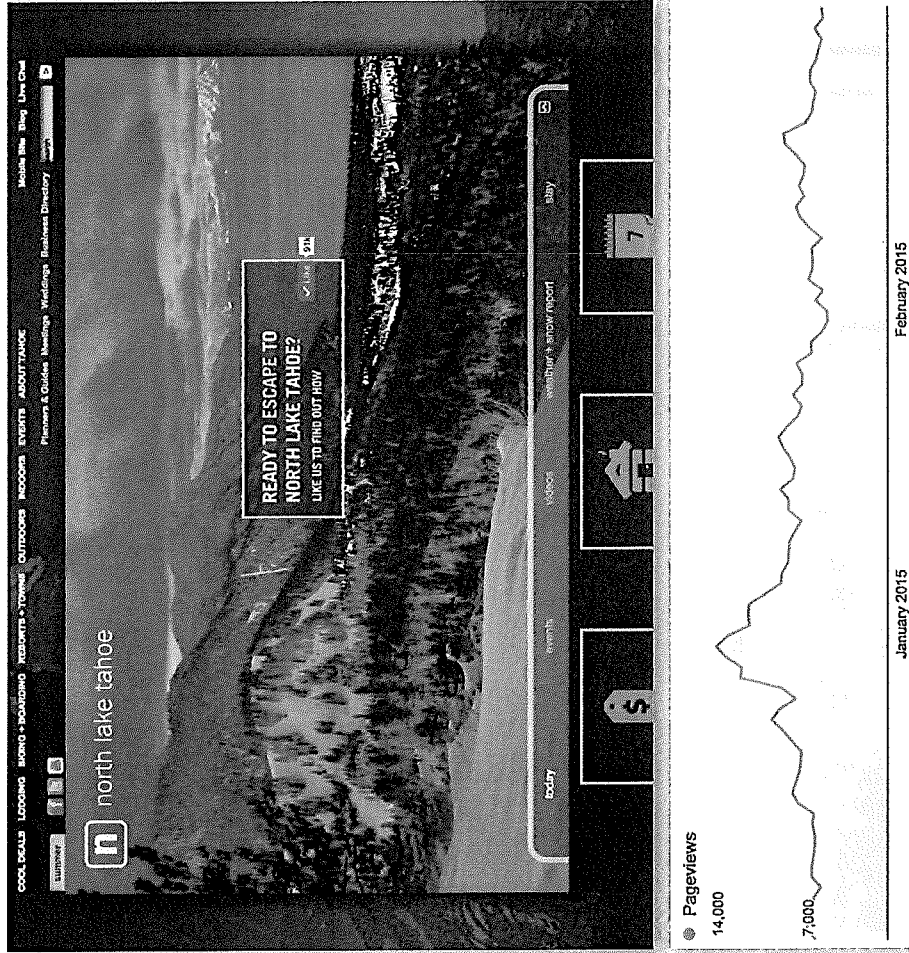 COOL DEALS LODGING SKIING + BOARDING RESORTS + TOWNS OUTDOORS INDOORS EVENTS ABOUT TAHOE Mobile Site Blog Live Chat
summer
Planners & Guides Meetings Weddings Business Directory
n north lake tahoe
READY TO ESCAPE TO
NORTH LAKE TAHOE?
LIKE US TO FIND OUT HOW
Like 91k
today events videos weather + snow report stay
$
7
Pageviews
14,000
7,000
January 2015 February 2015